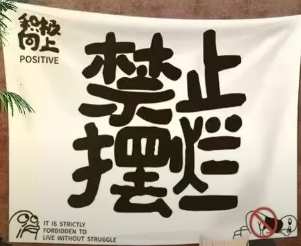 积极
向上
POSITIVE
禁止
摆烂
IT IS STRICTLY
FORBIDDEN TO
LIVE WITHOUT STRUGGLE